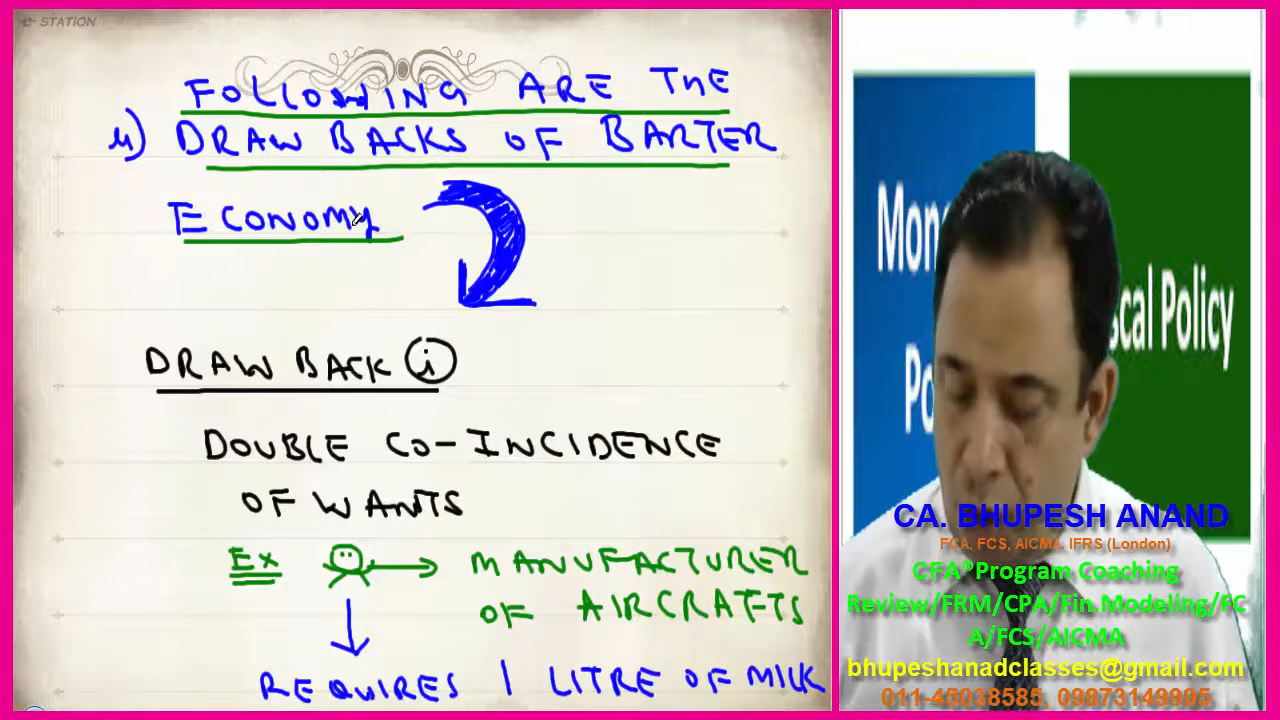 e-STATION
FOLLOWING ARE THE
4) DRAW BACKS OF BARTER
ECONOMY
DRAW BACK (i)
DOUBLE CO-INCIDENCE
OF WANTS
EX → MANUFACTURER
OF AIRCRAFTS
REQUIRES 1 LITRE OF MILK
Mon
Po
scal Policy
CA. BHUPESH ANAND
FCA, FCS, AICMA, IFRS (London)
CFA®Program Coaching
Review/FRM/CPA/Fin.Modeling/FC
A/FCS/AICMA
bhupeshanadclasses@gmail.com
011-45038585, 09873149995